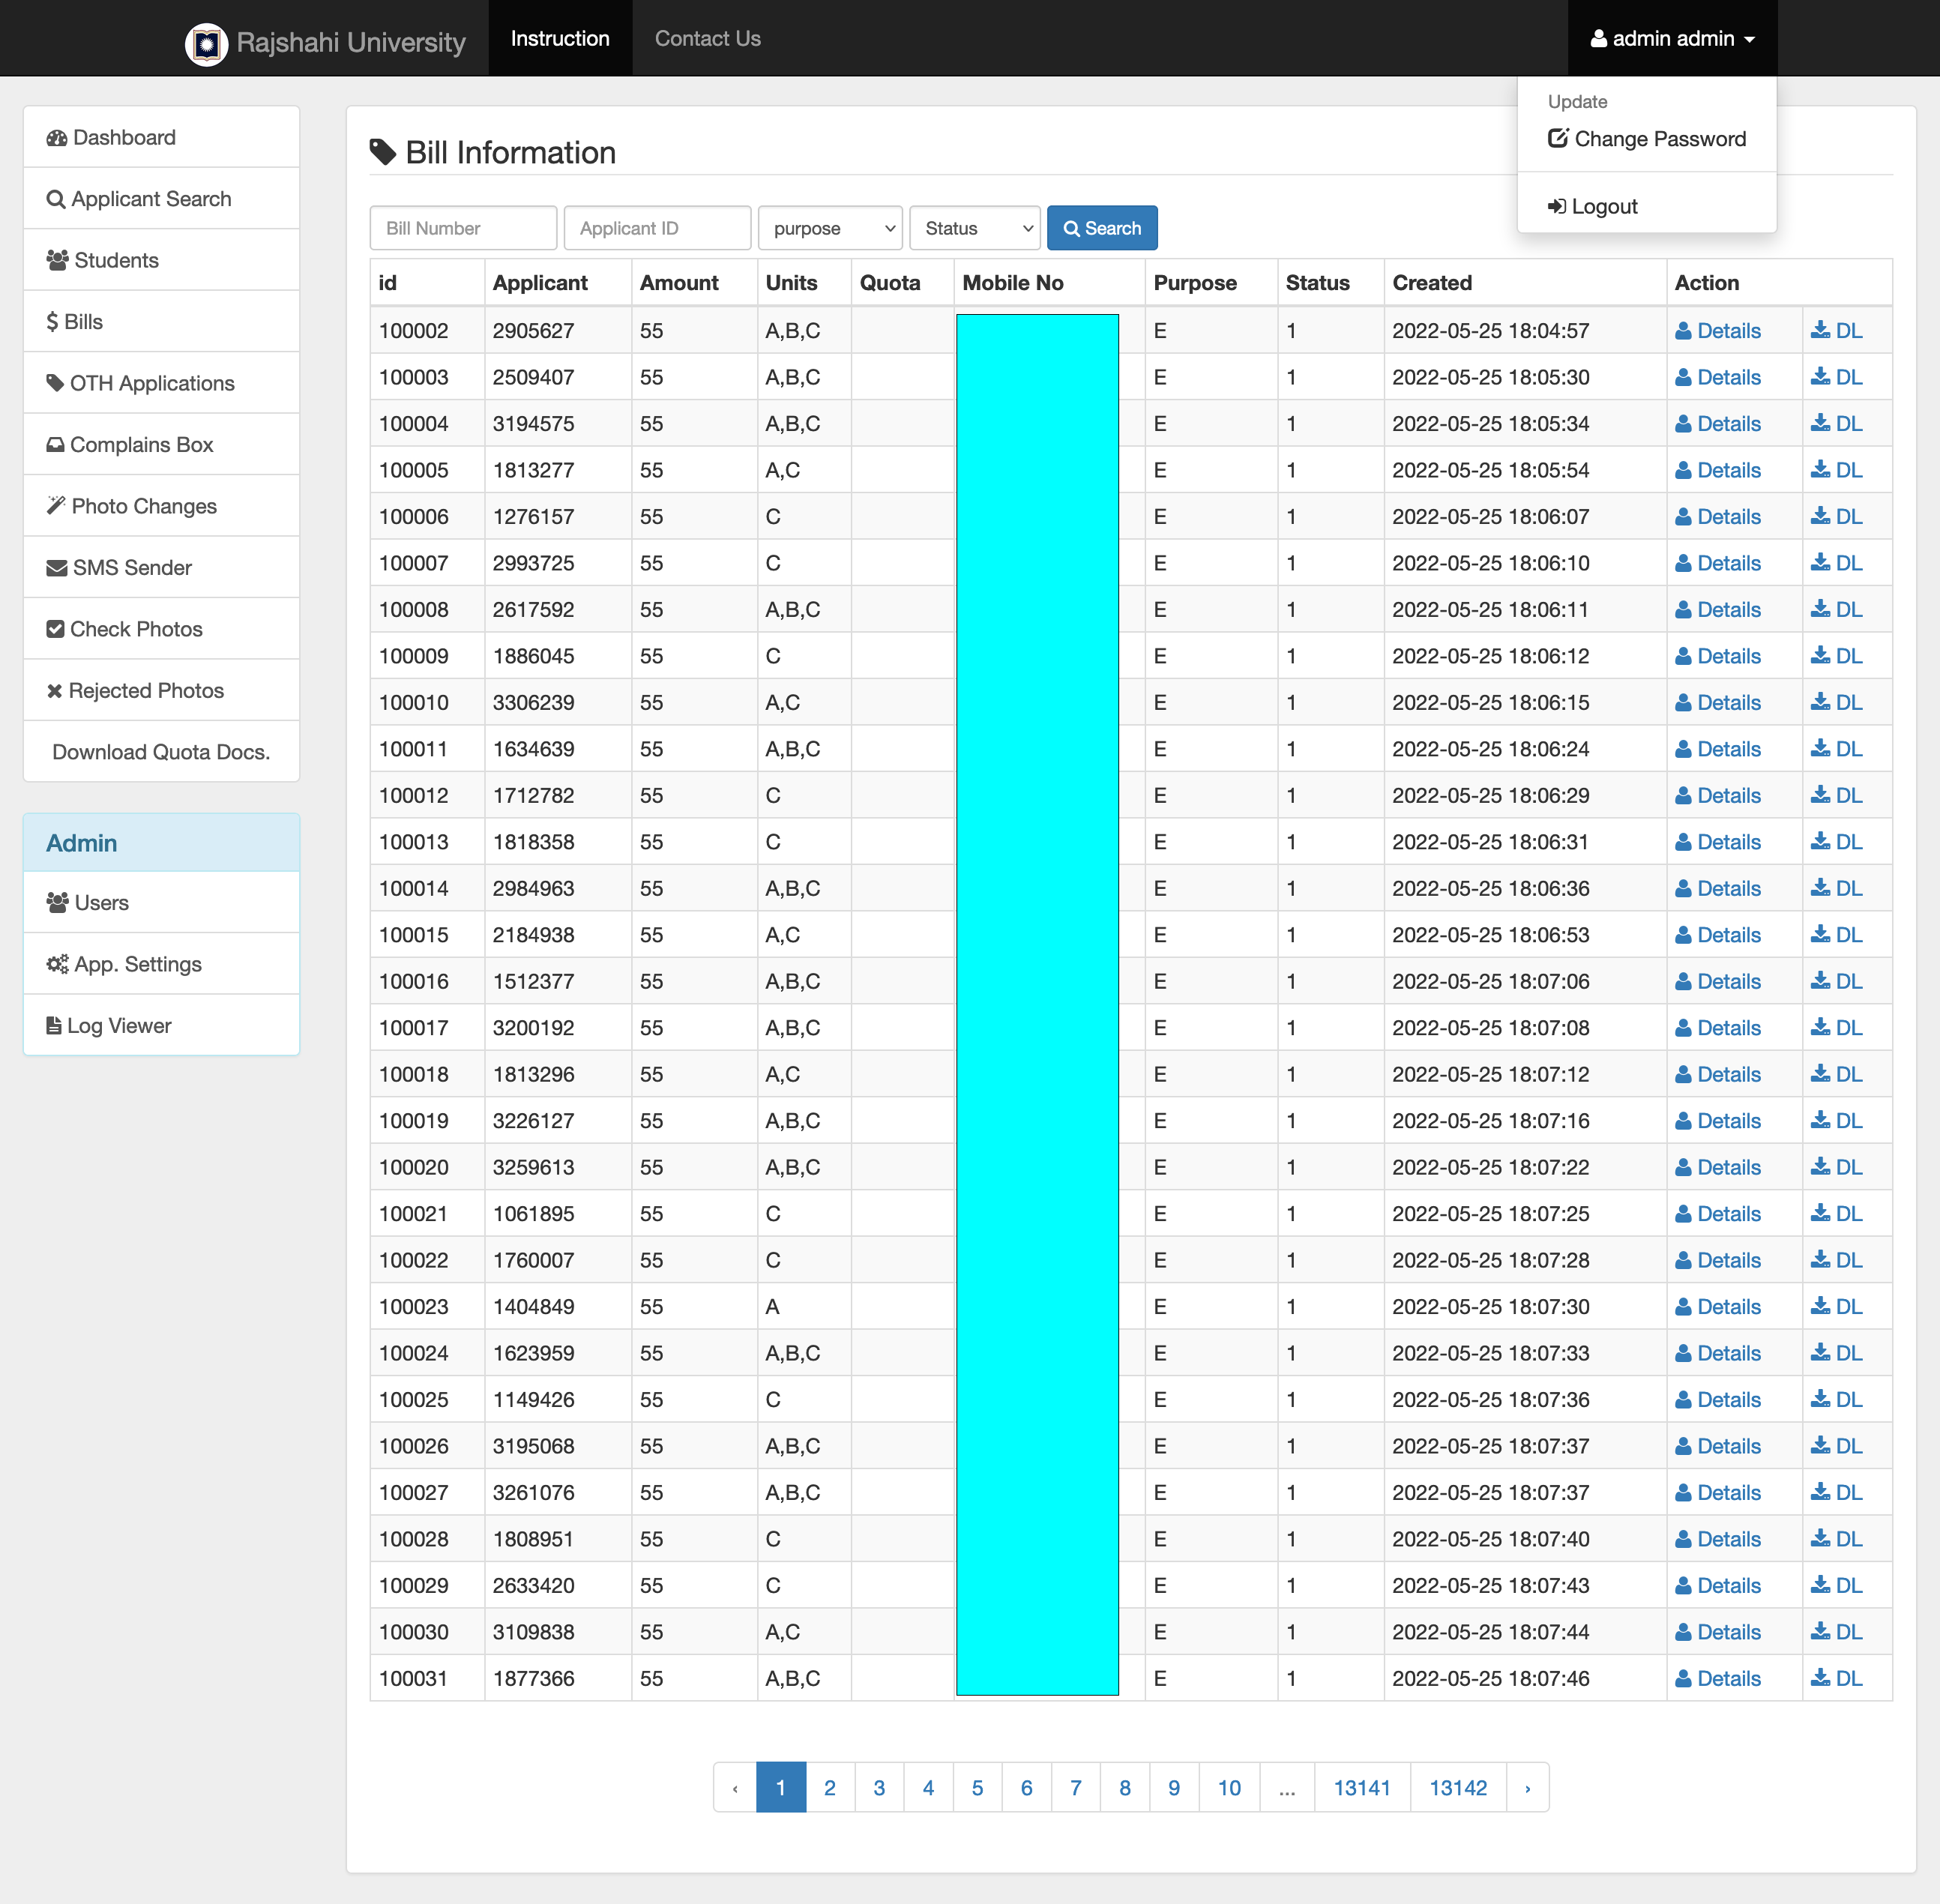 Rajshahi University Instruction Contact Us admin admin
Update
Change Password
Logout
Dashboard
Applicant Search
Students
$ Bills
OTH Applications
Complains Box
Photo Changes
SMS Sender
Check Photos
Rejected Photos
Download Quota Docs.
Admin
Users
App. Settings
Log Viewer
Bill Information
Bill Number Applicant ID purpose Status Search
id Applicant Amount Units Quota Mobile No Purpose Status Created Action
100002 2905627 55 A,B,C E 1 2022-05-25 18:04:57 Details DL
100003 2509407 55 A,B,C E 1 2022-05-25 18:05:30 Details DL
100004 3194575 55 A,B,C E 1 2022-05-25 18:05:34 Details DL
100005 1813277 55 A,C E 1 2022-05-25 18:05:54 Details DL
100006 1276157 55 C E 1 2022-05-25 18:06:07 Details DL
100007 2993725 55 C E 1 2022-05-25 18:06:10 Details DL
100008 2617592 55 A,B,C E 1 2022-05-25 18:06:11 Details DL
100009 1886045 55 C E 1 2022-05-25 18:06:12 Details DL
100010 3306239 55 A,C E 1 2022-05-25 18:06:15 Details DL
100011 1634639 55 A,B,C E 1 2022-05-25 18:06:24 Details DL
100012 1712782 55 C E 1 2022-05-25 18:06:29 Details DL
100013 1818358 55 C E 1 2022-05-25 18:06:31 Details DL
100014 2984963 55 A,B,C E 1 2022-05-25 18:06:36 Details DL
100015 2184938 55 A,C E 1 2022-05-25 18:06:53 Details DL
100016 1512377 55 A,B,C E 1 2022-05-25 18:07:06 Details DL
100017 3200192 55 A,B,C E 1 2022-05-25 18:07:08 Details DL
100018 1813296 55 A,C E 1 2022-05-25 18:07:12 Details DL
100019 3226127 55 A,B,C E 1 2022-05-25 18:07:16 Details DL
100020 3259613 55 A,B,C E 1 2022-05-25 18:07:22 Details DL
100021 1061895 55 C E 1 2022-05-25 18:07:25 Details DL
100022 1760007 55 C E 1 2022-05-25 18:07:28 Details DL
100023 1404849 55 A E 1 2022-05-25 18:07:30 Details DL
100024 1623959 55 A,B,C E 1 2022-05-25 18:07:33 Details DL
100025 1149426 55 C E 1 2022-05-25 18:07:36 Details DL
100026 3195068 55 A,B,C E 1 2022-05-25 18:07:37 Details DL
100027 3261076 55 A,B,C E 1 2022-05-25 18:07:37 Details DL
100028 1808951 55 C E 1 2022-05-25 18:07:40 Details DL
100029 2633420 55 C E 1 2022-05-25 18:07:43 Details DL
100030 3109838 55 A,C E 1 2022-05-25 18:07:44 Details DL
100031 1877366 55 A,B,C E 1 2022-05-25 18:07:46 Details DL
‹ 1 2 3 4 5 6 7 8 9 10 ... 13141 13142 ›